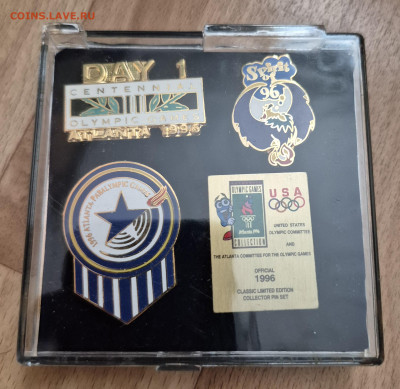 COINS.LAVE.RU
DAY 1
CENTENNIAL
OLYMPIC GAMES
ATLANTA 1996
Spirit
96
1996 ATLANTA PARALYMPIC GAMES
OLYMPIC GAMES
Atlanta 1996
COLLECTION
USA
UNITED STATES
OLYMPIC COMMITTEE
AND
THE ATLANTA COMMITTEE FOR THE OLYMPIC GAMES
OFFICIAL
1996
CLASSIC LIMITED EDITION
COLLECTOR PIN SET